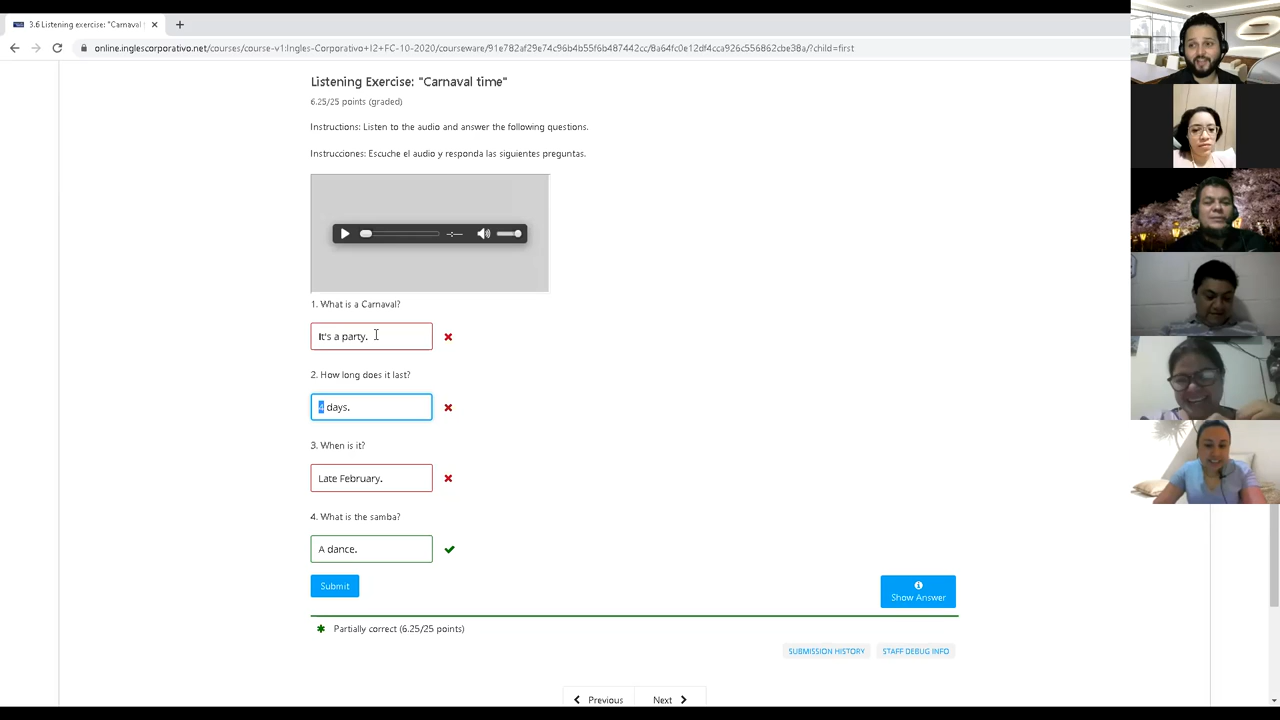 3.6 Listening exercise: "Carnaval t
online.inglescorporativo.net/courses/course-v1:Ingles-Corporativo+I2+FC-10-2020/courseware/91e782af29e74c96b4b55f6b487442cc/8a64fc0e12df4cca926c556862cbe38a/?child=first
Listening Exercise: "Carnaval time"
6.25/25 points (graded)
Instructions: Listen to the audio and answer the following questions.
Instrucciones: Escuche el audio y responda las siguientes preguntas.
1. What is a Carnaval?
It's a party.
2. How long does it last?
4 days.
3. When is it?
Late February.
4. What is the samba?
A dance.
Submit
Show Answer
Partially correct (6.25/25 points)
SUBMISSION HISTORY
STAFF DEBUG INFO
Previous
Next